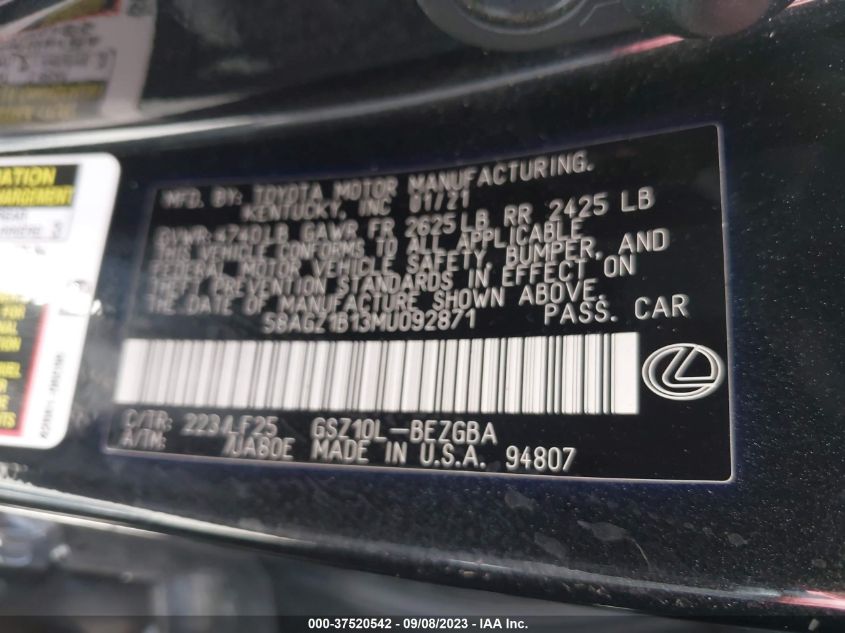 MFD. BY: TOYOTA MOTOR MANUFACTURING.
KENTUCKY, INC 01/21
GVWR: 4740LB GAWR FR 2625LB RR 2425 LB
THIS VEHICLE CONFORMS TO ALL APPLICABLE
FEDERAL MOTOR VEHICLE SAFETY, BUMPER, AND
THEFT PREVENTION STANDARDS IN EFFECT ON
THE DATE OF MANUFACTURE SHOWN ABOVE.
58AGZ1B13MU092871 PASS. CAR
C/TR: 223/LF25 GSZ10L-BEZGBA
A/TM: /UA80E MADE IN U.S.A. 94807
000-37520542 - 09/08/2023 - IAA Inc.